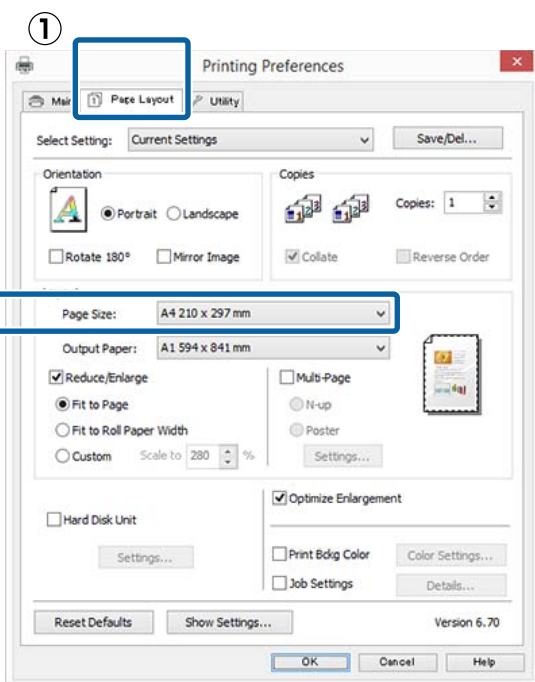 ①
Printing Preferences
Main Page Layout Utility
Select Setting: Current Settings Save/Del...
Orientation Copies
Portrait Landscape Copies: 1
Rotate 180° Mirror Image Collate Reverse Order
Page Size: A4 210 x 297 mm
Output Paper: A1 594 x 841 mm
Reduce/Enlarge Multi-Page
Fit to Page N-up
Fit to Roll Paper Width Poster
Custom Scale to 280 % Settings...
Optimize Enlargement
Hard Disk Unit
Settings... Print Bckg Color Color Settings...
Job Settings Details...
Reset Defaults Show Settings... Version 6.70
OK Cancel Help